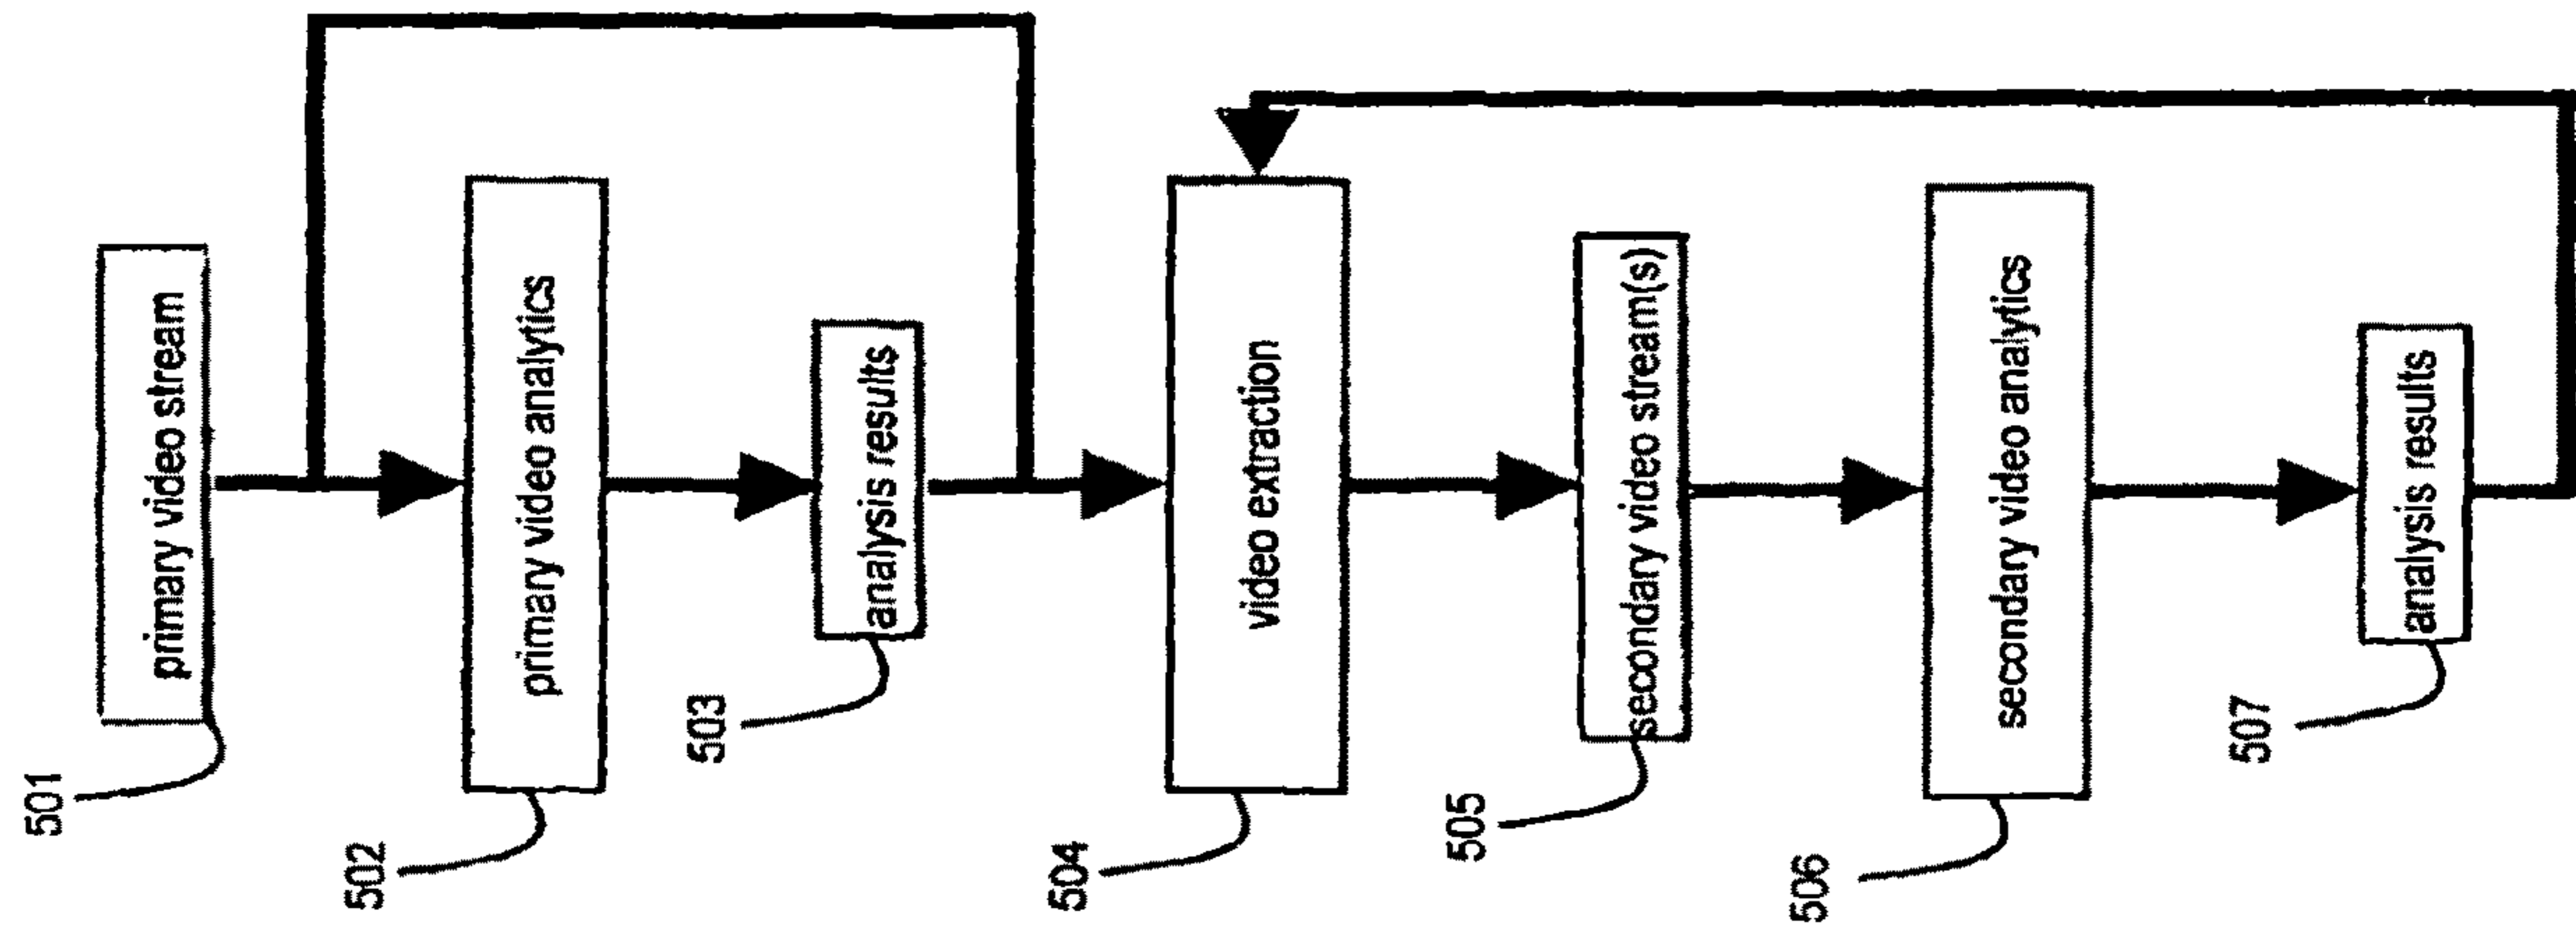 501
primary video stream
502
primary video analytics
503
analysis results
504
video extraction
505
secondary video stream(s)
506
secondary video analytics
507
analysis results